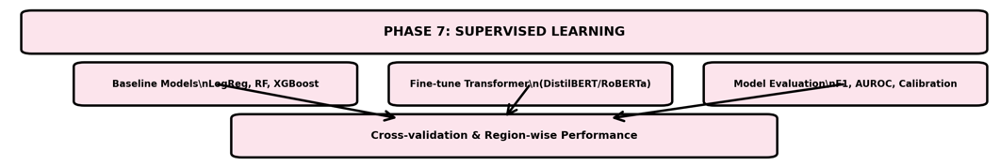 PHASE 7: SUPERVISED LEARNING
Baseline Models\nLogReg, RF, XGBoost
Fine-tune Transformer\n(DistilBERT/RoBERTa)
Model Evaluation\nF1, AUROC, Calibration
Cross-validation & Region-wise Performance